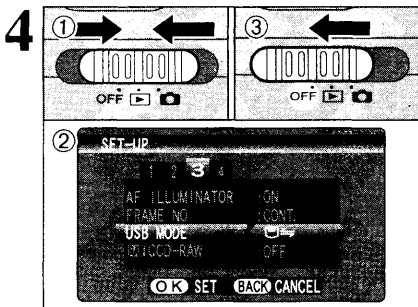 4
① ③
OFF OFF
②
SET-UP
1 2 3 4
AF ILLUMINATOR :ON
FRAME NO. :CONT.
USB MODE :
CCD-RAW :OFF
OK SET BACK CANCEL